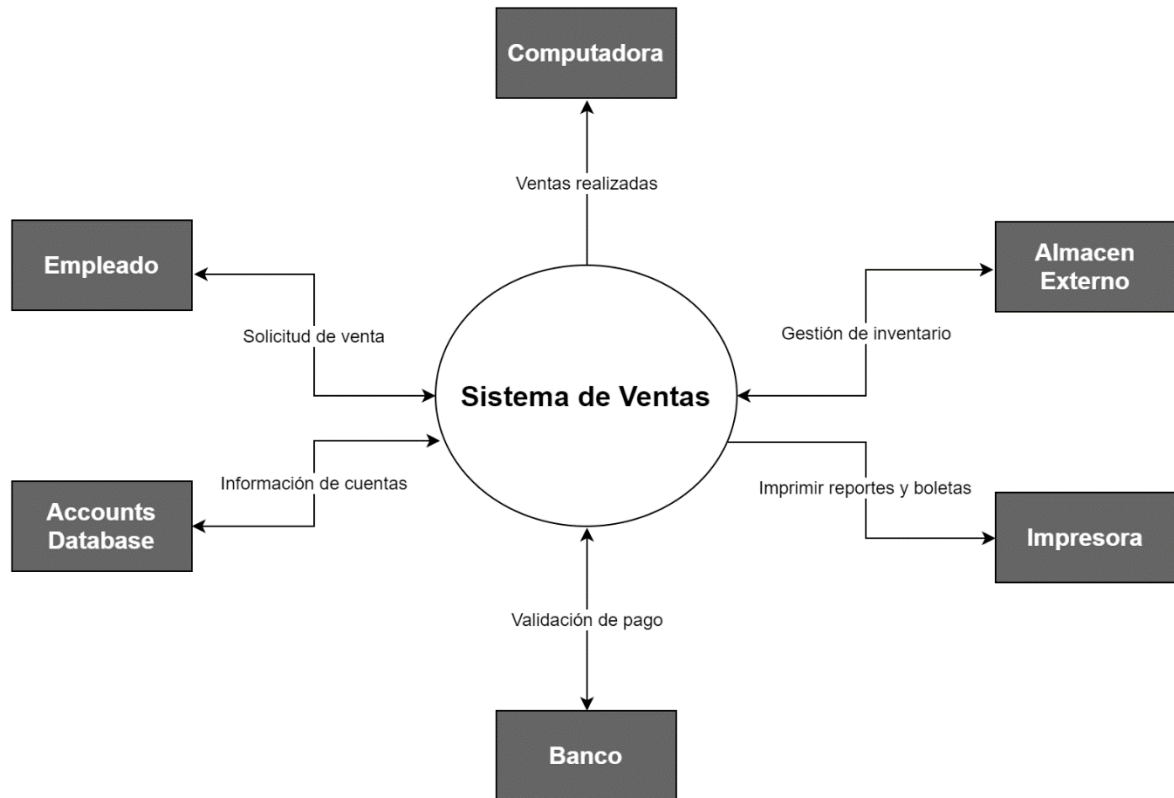 Computadora
Ventas realizadas
Empleado
Almacen
Externo
Solicitud de venta
Gestión de inventario
Sistema de Ventas
Información de cuentas
Imprimir reportes y boletas
Accounts
Database
Impresora
Validación de pago
Banco